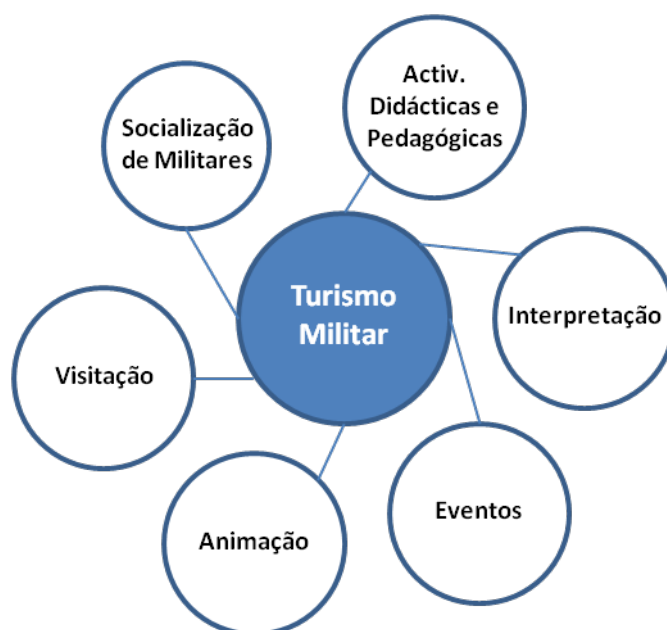 Activ.
Didácticas e
Pedagógicas
Socialização
de Militares
Turismo
Militar
Interpretação
Visitação
Eventos
Animação